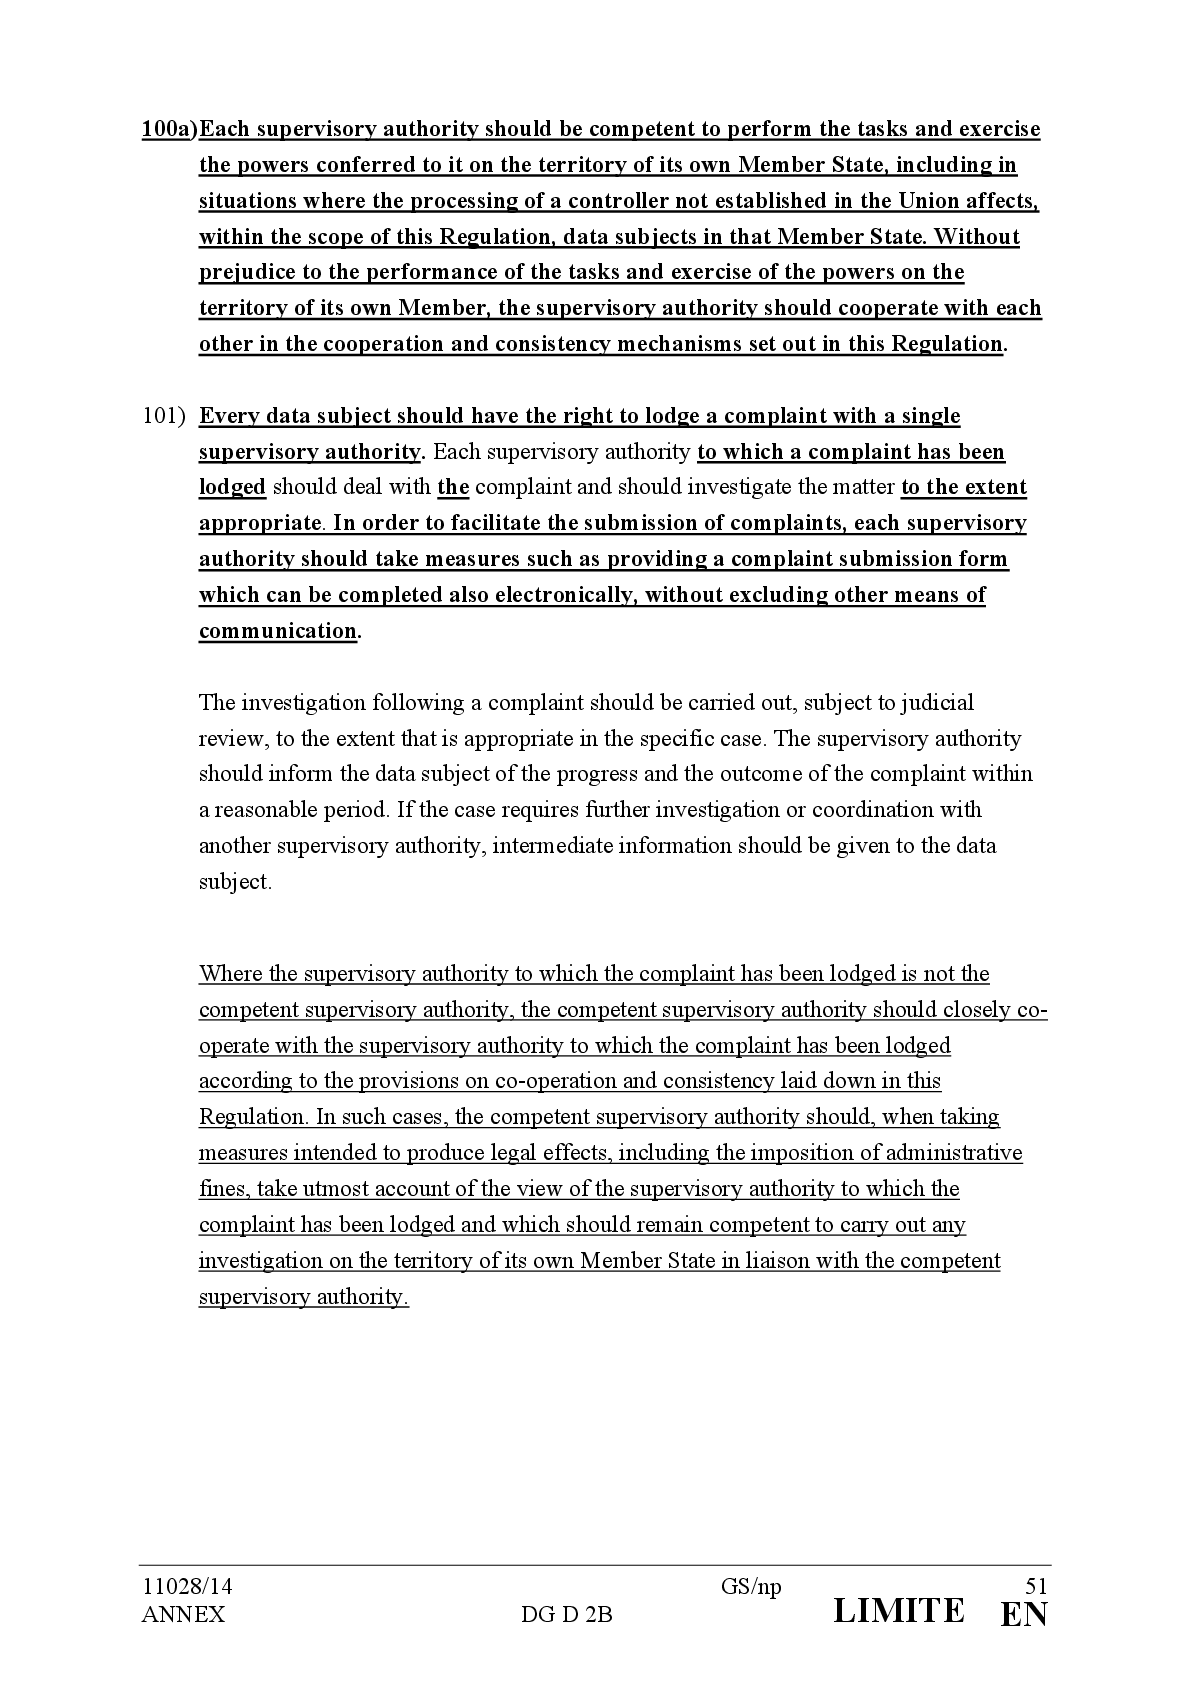 100a)Each supervisory authority should be competent to perform the tasks and exercise
the powers conferred to it on the territory of its own Member State, including in
situations where the processing of a controller not established in the Union affects,
within the scope of this Regulation, data subjects in that Member State. Without
prejudice to the performance of the tasks and exercise of the powers on the
territory of its own Member, the supervisory authority should cooperate with each
other in the cooperation and consistency mechanisms set out in this Regulation.
101) Every data subject should have the right to lodge a complaint with a single
supervisory authority. Each supervisory authority to which a complaint has been
lodged should deal with the complaint and should investigate the matter to the extent
appropriate. In order to facilitate the submission of complaints, each supervisory
authority should take measures such as providing a complaint submission form
which can be completed also electronically, without excluding other means of
communication.
The investigation following a complaint should be carried out, subject to judicial
review, to the extent that is appropriate in the specific case. The supervisory authority
should inform the data subject of the progress and the outcome of the complaint within
a reasonable period. If the case requires further investigation or coordination with
another supervisory authority, intermediate information should be given to the data
subject.
Where the supervisory authority to which the complaint has been lodged is not the
competent supervisory authority, the competent supervisory authority should closely co-
operate with the supervisory authority to which the complaint has been lodged
according to the provisions on co-operation and consistency laid down in this
Regulation. In such cases, the competent supervisory authority should, when taking
measures intended to produce legal effects, including the imposition of administrative
fines, take utmost account of the view of the supervisory authority to which the
complaint has been lodged and which should remain competent to carry out any
investigation on the territory of its own Member State in liaison with the competent
supervisory authority.
11028/14 GS/np 51
ANNEX DG D 2B LIMITE EN